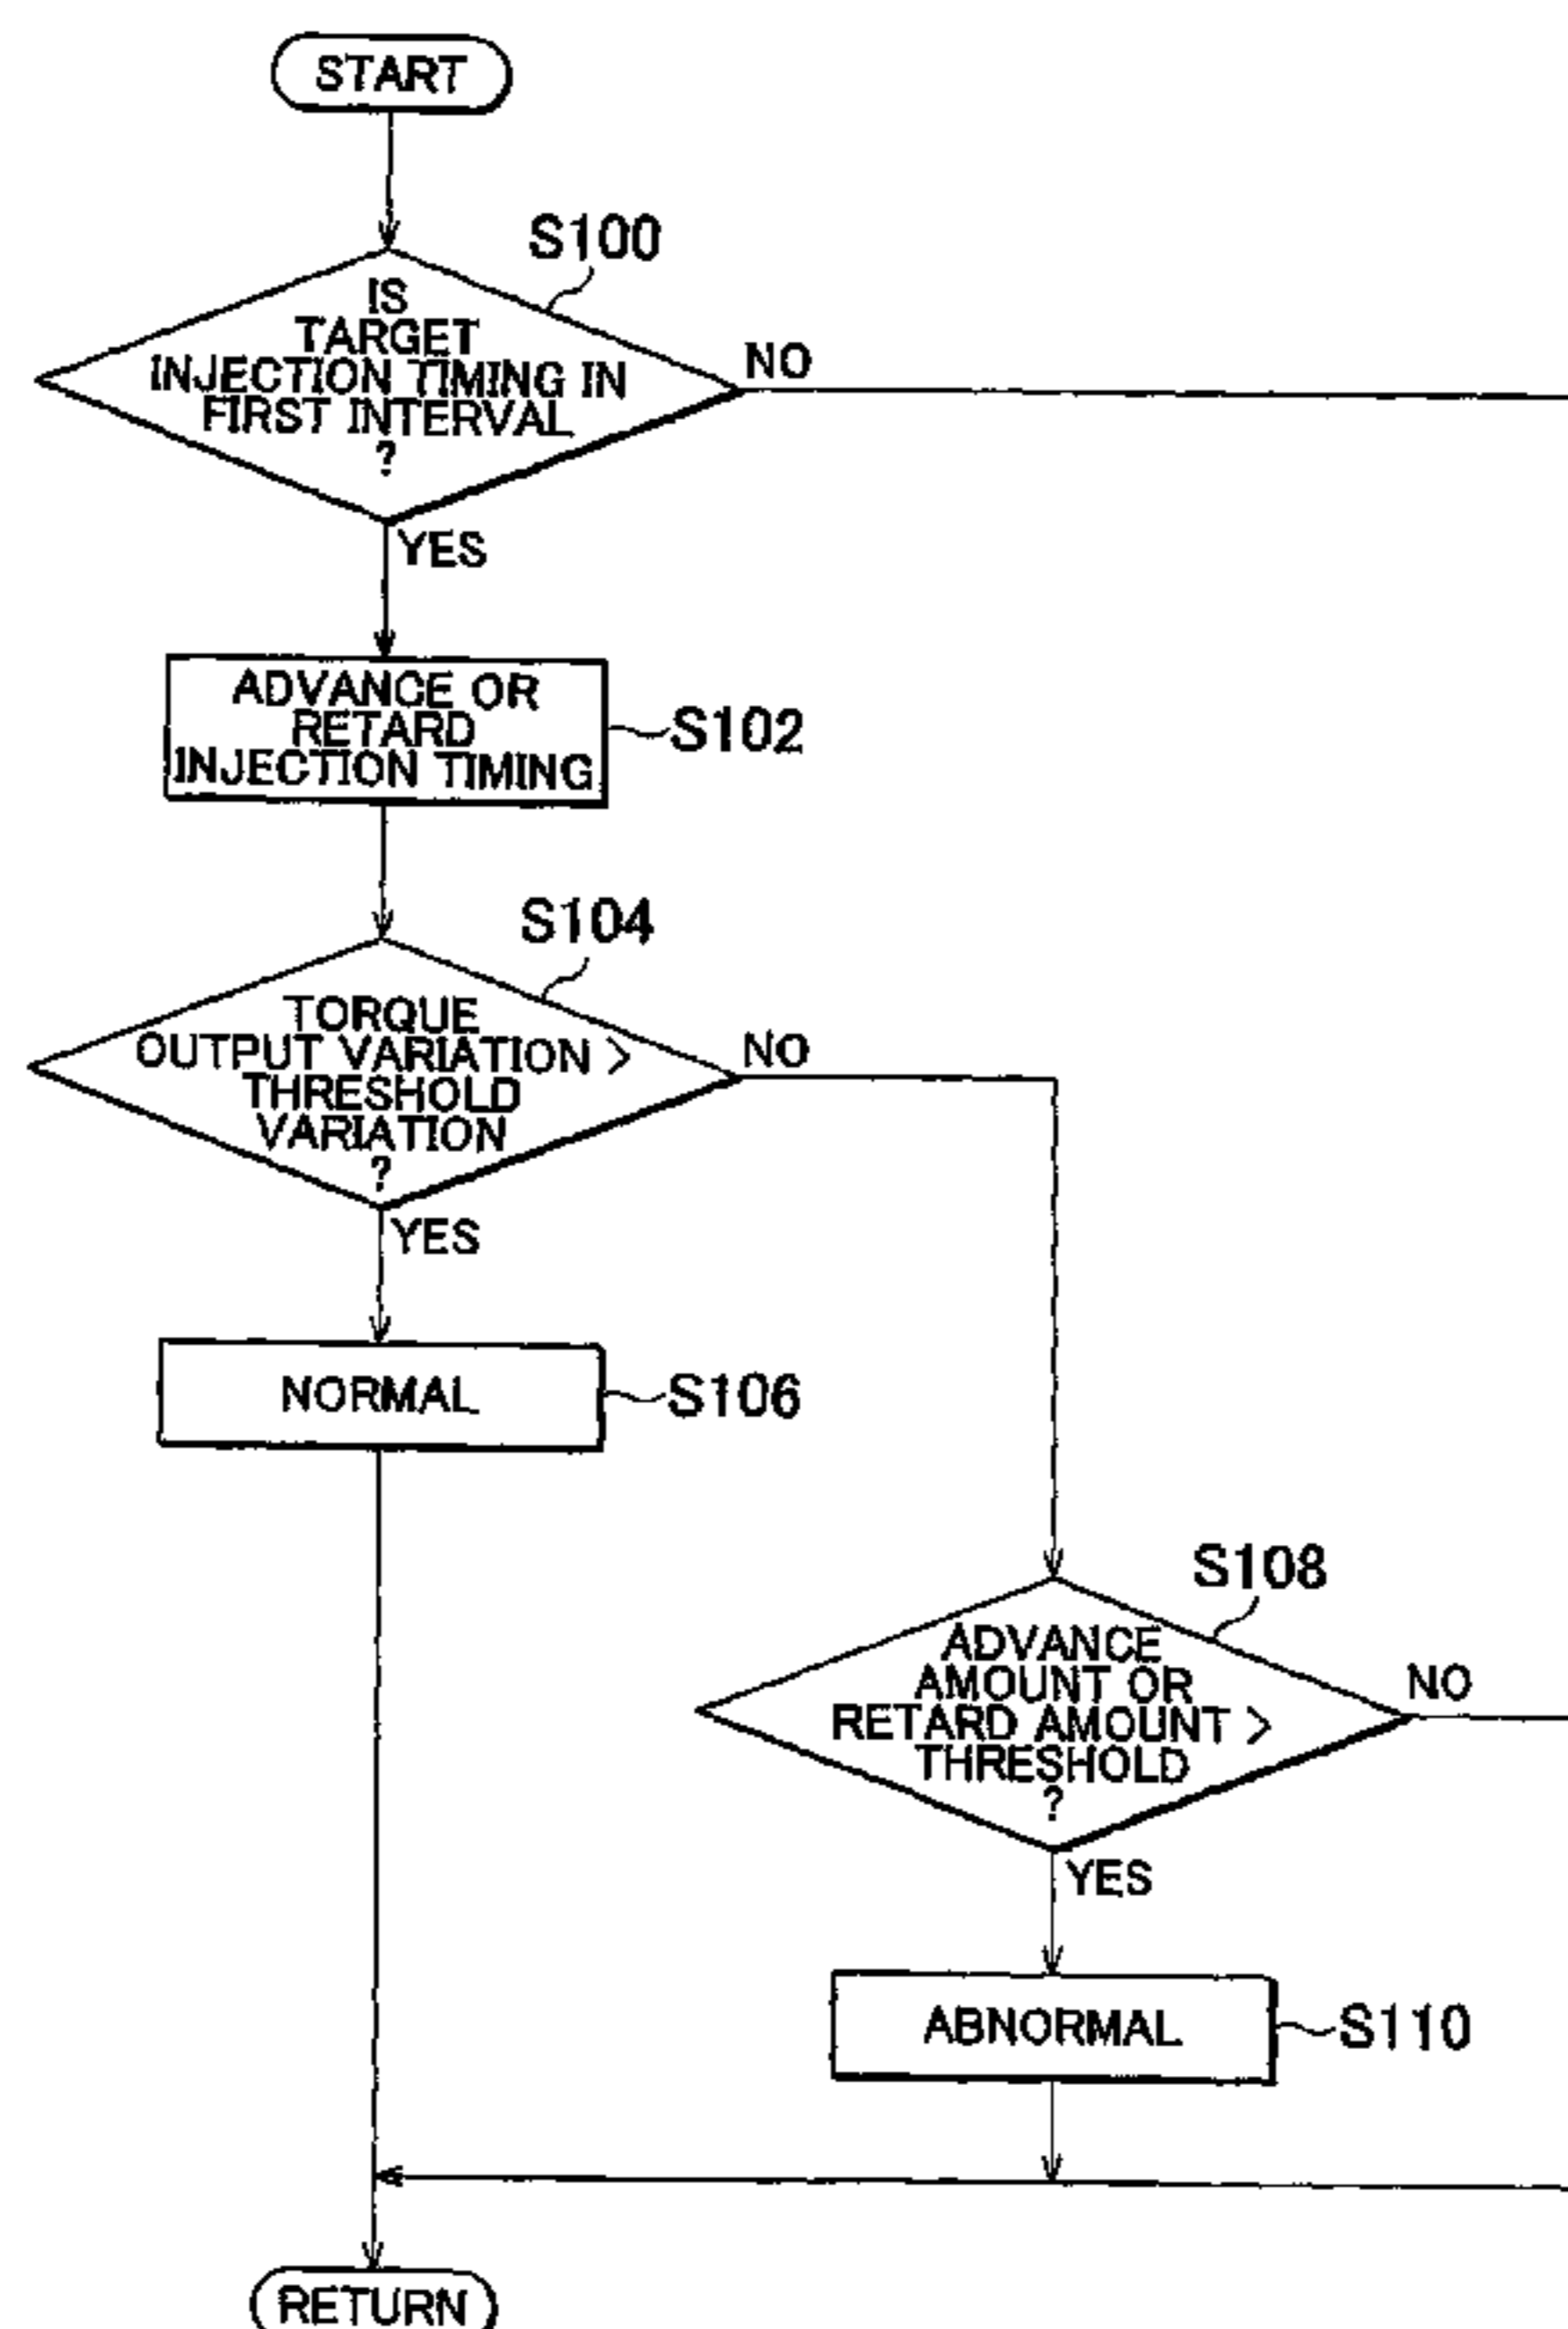 START
S100
IS
TARGET
INJECTION TIMING IN
FIRST INTERVAL
?
NO
YES
ADVANCE OR
RETARD
INJECTION TIMING
S102
S104
TORQUE
OUTPUT VARIATION >
THRESHOLD
VARIATION
?
NO
YES
NORMAL
S106
S108
ADVANCE
AMOUNT OR
RETARD AMOUNT >
THRESHOLD
?
NO
YES
ABNORMAL
S110
RETURN